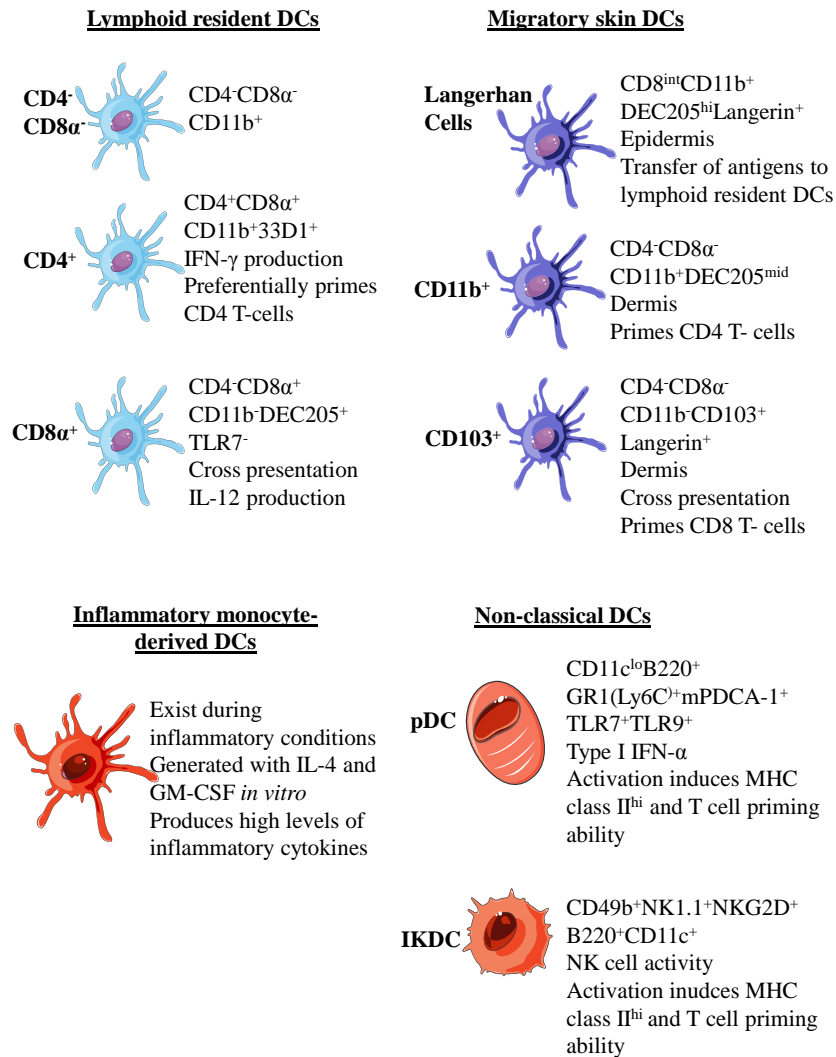 Lymphoid resident DCs
CD4⁻
CD8α⁻
CD4⁻CD8α⁻
CD11b⁺
CD4⁺
CD4⁺CD8α⁺
CD11b⁺33D1⁺
IFN-γ production
Preferentially primes
CD4 T-cells
CD8α⁺
CD4⁻CD8α⁺
CD11b⁻DEC205⁺
TLR7⁻
Cross presentation
IL-12 production
Migratory skin DCs
Langerhan
Cells
CD8ⁱⁿᵗCD11b⁺
DEC205ʰⁱLangerin⁺
Epidermis
Transfer of antigens to
lymphoid resident DCs
CD11b⁺
CD4⁻CD8α⁻
CD11b⁺DEC205ᵐⁱᵈ
Dermis
Primes CD4 T- cells
CD103⁺
CD4⁻CD8α⁻
CD11b⁻CD103⁺
Langerin⁺
Dermis
Cross presentation
Primes CD8 T- cells
Inflammatory monocyte-
derived DCs
Exist during
inflammatory conditions
Generated with IL-4 and
GM-CSF in vitro
Produces high levels of
inflammatory cytokines
Non-classical DCs
pDC
CD11cˡᵒB220⁺
GR1(Ly6C⁾⁺mPDCA-1⁺
TLR7⁺TLR9⁺
Type I IFN-α
Activation induces MHC
class IIʰⁱ and T cell priming
ability
IKDC
CD49b⁺NK1.1⁺NKG2D⁺
B220⁺CD11c⁺
NK cell activity
Activation inudces MHC
class IIʰⁱ and T cell priming
ability